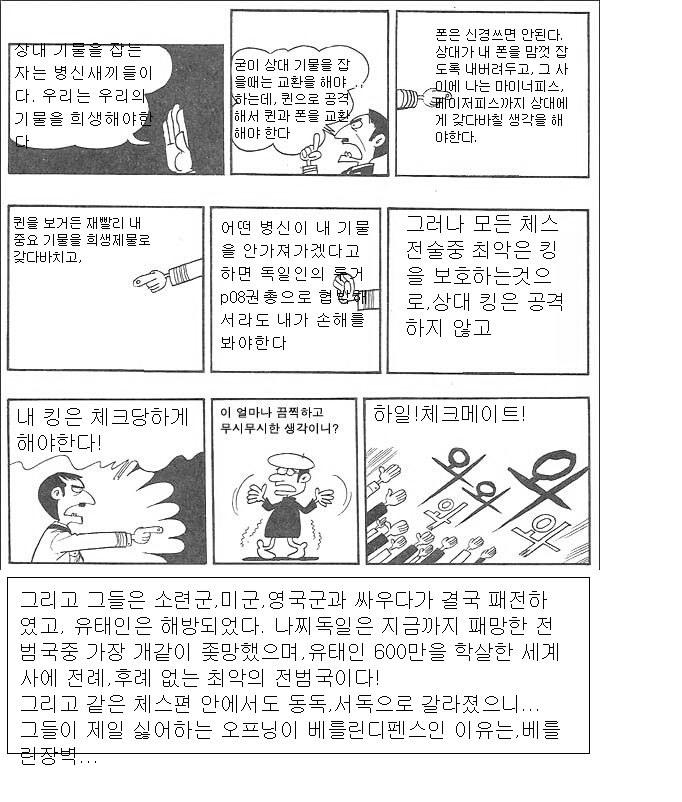 상대 기물을 잡는
자는 병신새끼들이
다. 우리는 우리의
기물을 희생해야한
다
굳이 상대 기물을 잡
을때는 교환을 해야
하는데, 퀸으로 공격
해서 퀸과 폰을 교환
해야 한다
폰은 신경쓰면 안된다.
상대가 내 폰을 맘껏 잡
도록 내버려두고, 그 사
이에 나는 마이너피스,
메이저피스까지 상대에
게 갖다바칠 생각을 해
야한다.
퀸을 보거든 재빨리 내
중요 기물을 희생제물로
갖다바치고,
어떤 병신이 내 기물
을 안가져가겠다고
하면 독일인의 루거
p08권총으로 협박해
서라도 내가 손해를
봐야한다
그러나 모든 체스
전술중 최악은 킹
을 보호하는것으
로,상대 킹은 공격
하지 않고
내 킹은 체크당하게
해야한다!
이 얼마나 끔찍하고
무시무시한 생각이니?
하일!체크메이트!
그리고 그들은 소련군,미군,영국군과 싸우다가 결국 패전하
였고, 유태인은 해방되었다. 나찌독일은 지금까지 패망한 전
범국중 가장 개같이 좆망했으며,유태인 600만을 학살한 세계
사에 전례,후례 없는 최악의 전범국이다!
그리고 같은 체스편 안에서도 동독,서독으로 갈라졌으니...
그들이 제일 싫어하는 오프닝이 베를린디펜스인 이유는,베를
린장벽...